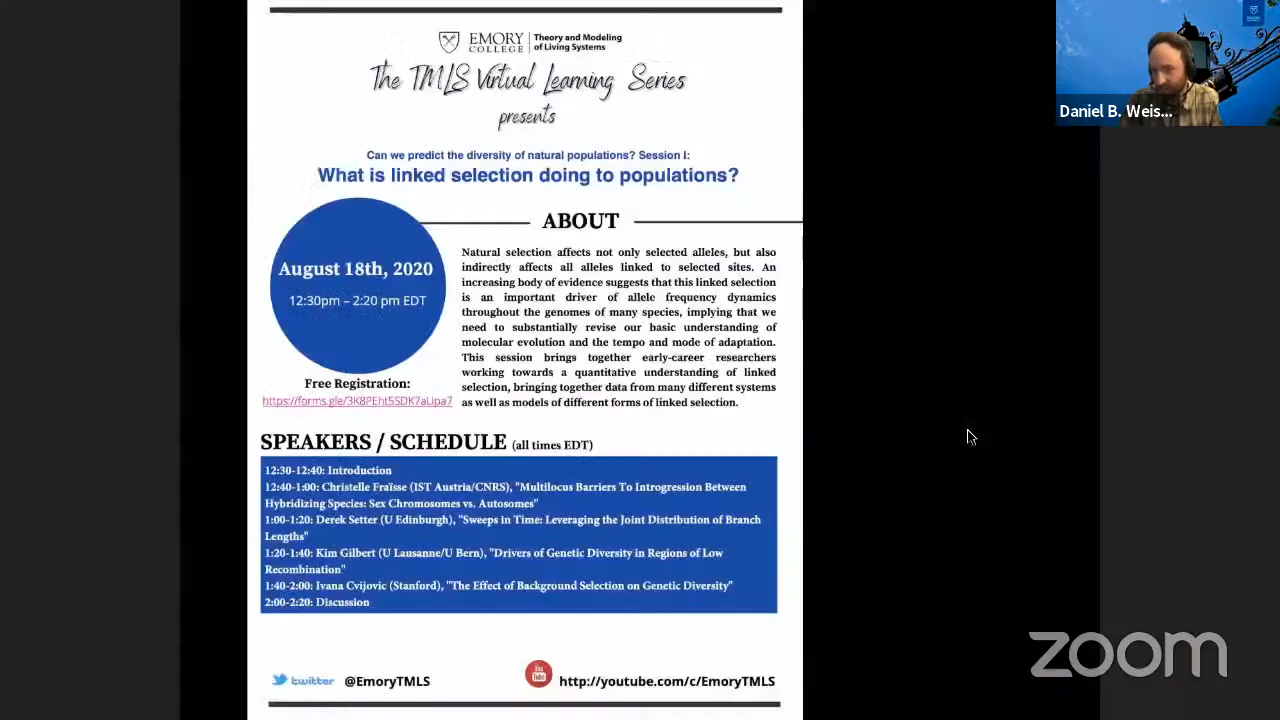 EMORY
COLLEGE
Theory and Modeling
of Living Systems
The TMLS Virtual Learning Series
presents
Can we predict the diversity of natural populations? Session I:
What is linked selection doing to populations?
ABOUT
August 18th, 2020
12:30pm – 2:20 pm EDT
Free Registration:
https://forms.gle/3K8PEht5SDK7aUpa7
Natural selection affects not only selected alleles, but also
indirectly affects all alleles linked to selected sites. An
increasing body of evidence suggests that this linked selection
is an important driver of allele frequency dynamics
throughout the genomes of many species, implying that we
need to substantially revise our basic understanding of
molecular evolution and the tempo and mode of adaptation.
This session brings together early-career researchers
working towards a quantitative understanding of linked
selection, bringing together data from many different systems
as well as models of different forms of linked selection.
SPEAKERS / SCHEDULE (all times EDT)
12:30-12:40: Introduction
12:40-1:00: Christelle Fraïsse (IST Austria/CNRS), "Multilocus Barriers To Introgression Between
Hybridizing Species: Sex Chromosomes vs. Autosomes"
1:00-1:20: Derek Setter (U Edinburgh), "Sweeps in Time: Leveraging the Joint Distribution of Branch
Lengths"
1:20-1:40: Kim Gilbert (U Lausanne/U Bern), "Drivers of Genetic Diversity in Regions of Low
Recombination"
1:40-2:00: Ivana Cvijovic (Stanford), "The Effect of Background Selection on Genetic Diversity"
2:00-2:20: Discussion
twitter @EmoryTMLS
You Tube http://youtube.com/c/EmoryTMLS
Daniel B. Weis...
zoom